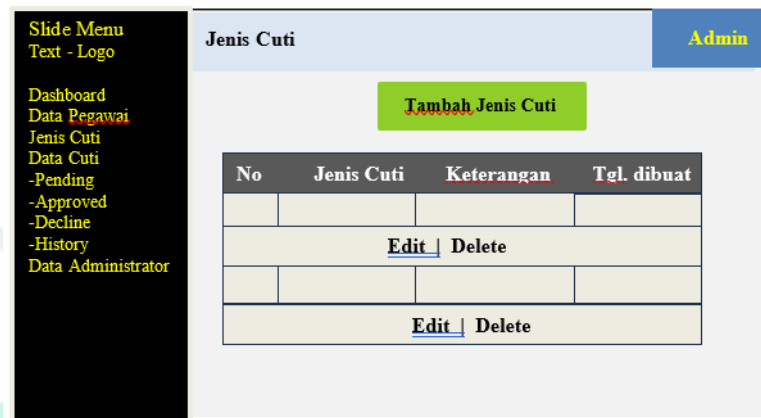 Slide Menu
Text - Logo
Dashboard
Data Pegawai
Jenis Cuti
Data Cuti
-Pending
-Approved
-Decline
-History
Data Administrator
Jenis Cuti
Admin
Tambah Jenis Cuti
No Jenis Cuti Keterangan Tgl. dibuat
Edit | Delete
Edit | Delete